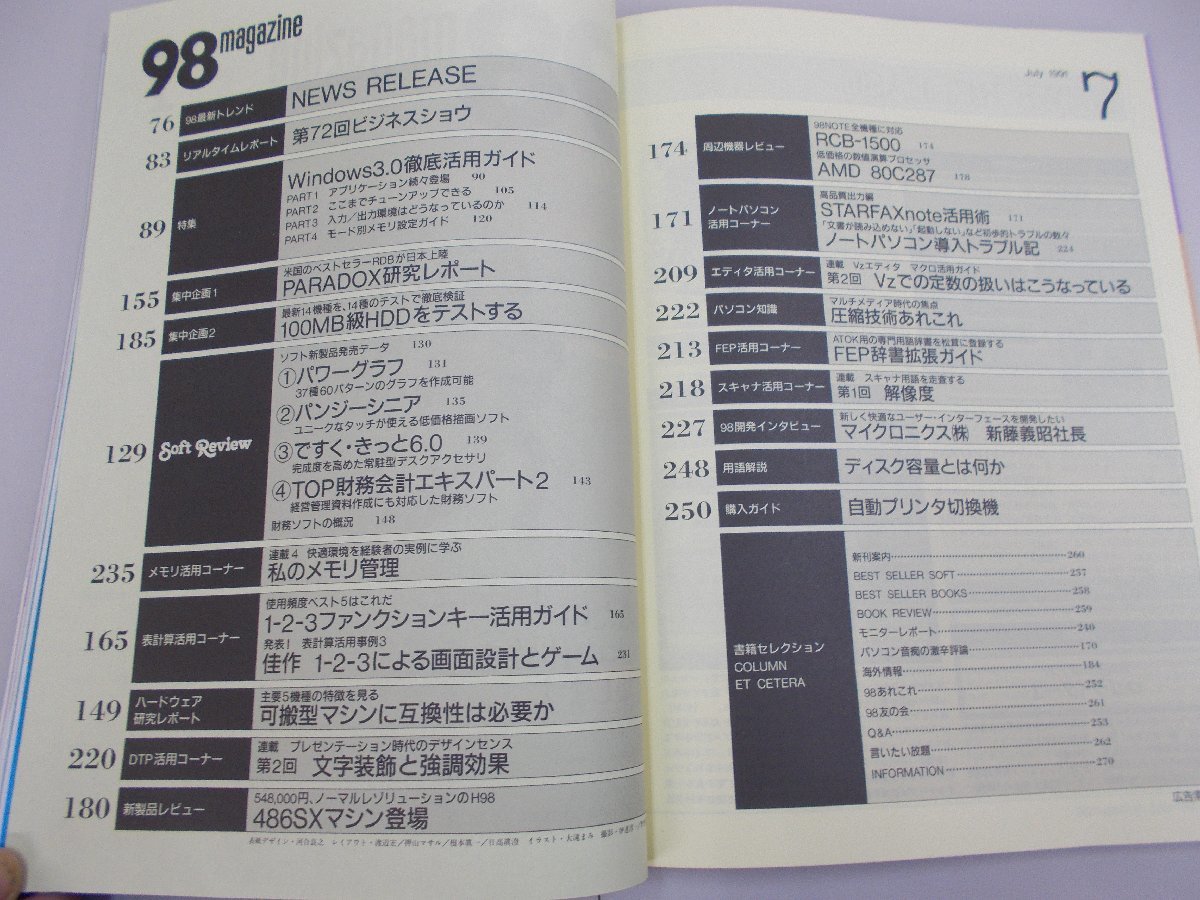 98magazine
76
98最新トレンド
NEWS RELEASE
83
リアルタイムレポート
第72回ビジネスショウ
89
特集
Windows3.0徹底活用ガイド
PART1 アプリケーション続々登場 90
PART2 ここまでチューンアップできる 105
PART3 入力/出力環境はどうなっているのか 114
PART4 モード別メモリ設定ガイド 120
155
集中企画1
米国のベストセラーRDBが日本上陸
PARADOX研究レポート
185
集中企画2
最新14機種を、14種のテストで徹底検証
100MB級HDDをテストする
129
Soft Review
ソフト新製品発売データ 130
①パワーグラフ 131
37種60パターンのグラフを作成可能
②パンジーシニア 135
ユニークなタッチが使える低価格描画ソフト
③ですく・きっと6.0 139
完成度を高めた常駐型デスクアクセサリ
④TOP財務会計エキスパート2 143
経営管理資料作成にも対応した財務ソフト
財務ソフトの概況 148
235
メモリ活用コーナー
連載4 快適環境を経験者の実例に学ぶ
私のメモリ管理
165
表計算活用コーナー
使用頻度ベスト5はこれだ
1-2-3ファンクションキー活用ガイド 165
発表1 表計算活用事例3
佳作 1-2-3による画面設計とゲーム 231
149
ハードウェア
研究レポート
主要5機種の特徴を見る
可搬型マシンに互換性は必要か
220
DTP活用コーナー
連載 プレゼンテーション時代のデザインセンス
第2回 文字装飾と強調効果
180
新製品レビュー
548,000円、ノーマルレゾリューションのH98
486SXマシン登場
July 1991
7
174
周辺機器レビュー
98NOTE全機種に対応
RCB-1500 174
低価格の数値演算プロセッサ
AMD 80C287 178
171
ノートパソコン
活用コーナー
高品質出力編
STARFAXnote活用術 171
「文書が読み込めない」「起動しない」など初歩的トラブルの数々
ノートパソコン導入トラブル記 224
209
エディタ活用コーナー
連載 Vzエディタ マクロ活用ガイド
第2回 Vzでの定数の扱いはこうなっている
222
パソコン知識
マルチメディア時代の焦点
圧縮技術あれこれ
213
FEP活用コーナー
ATOK用の専門用語辞書を松茸に登録する
FEP辞書拡張ガイド
218
スキャナ活用コーナー
連載 スキャナ用語を走査する
第1回 解像度
227
98開発インタビュー
新しく快適なユーザー・インターフェースを開発したい
マイクロニクス㈱ 新藤義昭社長
248
用語解説
ディスク容量とは何か
250
購入ガイド
自動プリンタ切換機
書籍セレクション
COLUMN
ET CETERA
新刊案内 260
BEST SELLER SOFT 257
BEST SELLER BOOKS 258
BOOK REVIEW 259
モニターレポート 240
パソコン音痴の激辛評論 170
海外情報 184
98あれこれ 252
98友の会 261
Q&A 253
言いたい放題 262
INFORMATION 270